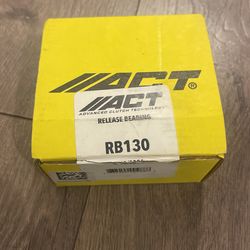 ACT®
ACT
ADVANCED CLUTCH TECHNOLOGY
RELEASE BEARING
RB130